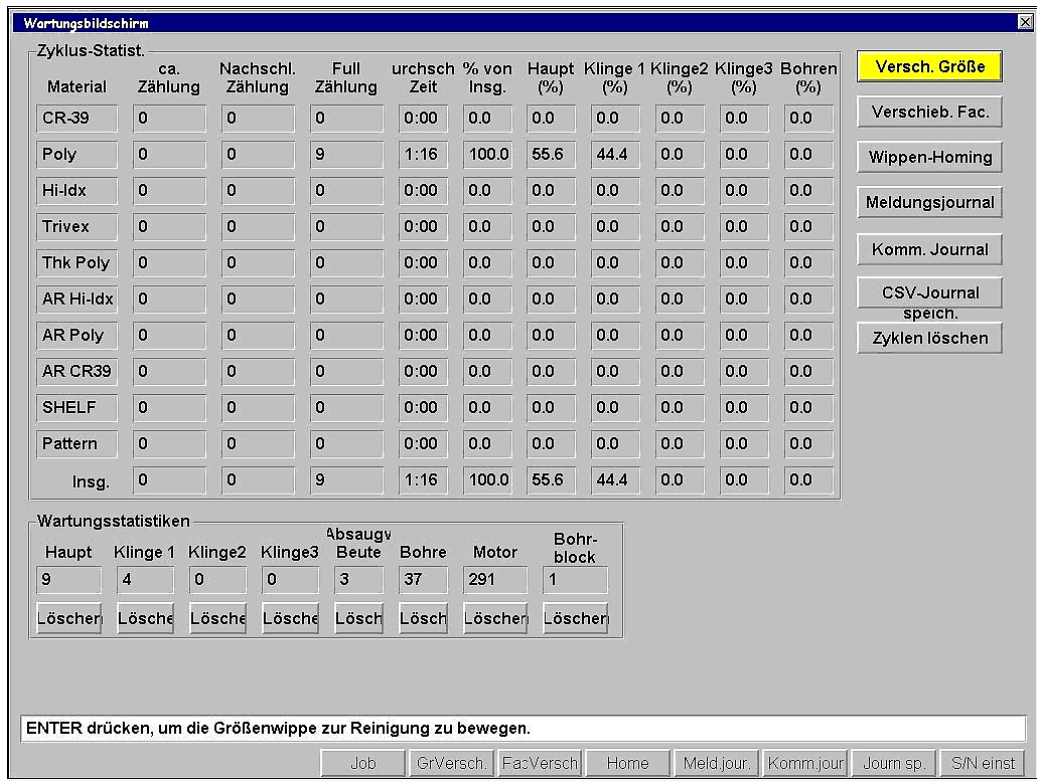 Wartungsbildschirm
Zyklus-Statist.
Material ca. Zählung Nachschl. Zählung Full Zählung urchsch Zeit % von Insg. Haupt (%) Klinge 1 (%) Klinge2 (%) Klinge3 (%) Bohren (%)
CR-39 0 0 0 0:00 0.0 0.0 0.0 0.0 0.0 0.0
Poly 0 0 9 1:16 100.0 55.6 44.4 0.0 0.0 0.0
Hi-Idx 0 0 0 0:00 0.0 0.0 0.0 0.0 0.0 0.0
Trivex 0 0 0 0:00 0.0 0.0 0.0 0.0 0.0 0.0
Thk Poly 0 0 0 0:00 0.0 0.0 0.0 0.0 0.0 0.0
AR Hi-Idx 0 0 0 0:00 0.0 0.0 0.0 0.0 0.0 0.0
AR Poly 0 0 0 0:00 0.0 0.0 0.0 0.0 0.0 0.0
AR CR39 0 0 0 0:00 0.0 0.0 0.0 0.0 0.0 0.0
SHELF 0 0 0 0:00 0.0 0.0 0.0 0.0 0.0 0.0
Pattern 0 0 0 0:00 0.0 0.0 0.0 0.0 0.0 0.0
Insg. 0 0 9 1:16 100.0 55.6 44.4 0.0 0.0 0.0
Versch. Größe
Verschieb. Fac.
Wippen-Homing
Meldungsjournal
Komm. Journal
CSV-Journal
speich.
Zyklen löschen
Wartungsstatistiken
Haupt Klinge 1 Klinge2 Klinge3 Absaugv Beute Bohre Motor Bohr-block
9 4 0 0 3 37 291 1
Löschen Lösche Lösche Lösche Lösch Lösch Löschen Löschen
ENTER drücken, um die Größenwippe zur Reinigung zu bewegen.
Job GrVersch. FacVersch Home Meld.jour. Komm.jour Journ sp. S/N einst